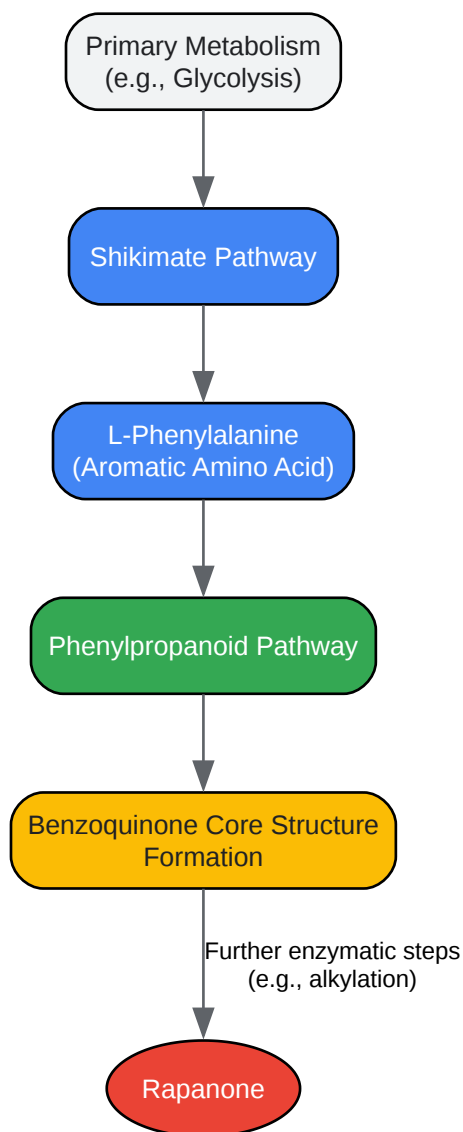 Primary Metabolism
(e.g., Glycolysis)
Shikimate Pathway
L-Phenylalanine
(Aromatic Amino Acid)
Phenylpropanoid Pathway
Benzoquinone Core Structure
Formation
Further enzymatic steps
(e.g., alkylation)
Rapanone